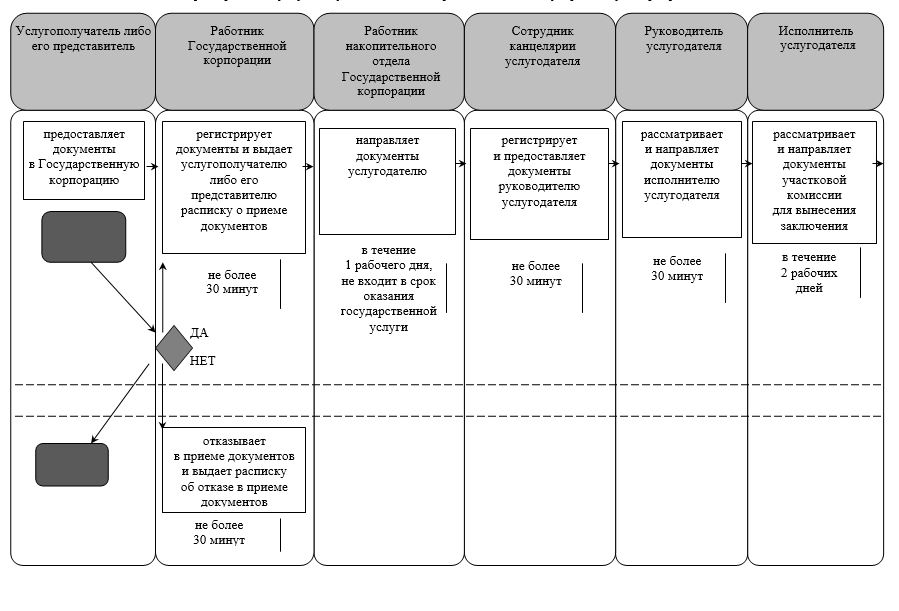 Услугополучатель либо
его представитель
Работник
Государственной
корпорации
Работник
накопительного
отдела
Государственной
корпорации
Сотрудник
канцелярии
услугодателя
Руководитель
услугодателя
Исполнитель
услугодателя
предоставляет
документы
в Государственную
корпорацию
регистрирует
документы и выдает
услугополучателю
либо его
представителю
расписку о приеме
документов
направляет
документы
услугодателю
регистрирует
и предоставляет
документы
руководителю
услугодателя
рассматривает
и направляет
документы
исполнителю
услугодателя
рассматривает
и направляет
документы
участковой
комиссии
для вынесения
заключения
не более
30 минут
в течение
1 рабочего дня,
не входит в срок
оказания
государственной
услуги
не более
30 минут
не более
30 минут
в течение
2 рабочих
дней
ДА
НЕТ
отказывает
в приеме документов
и выдает расписку
об отказе в приеме
документов
не более
30 минут